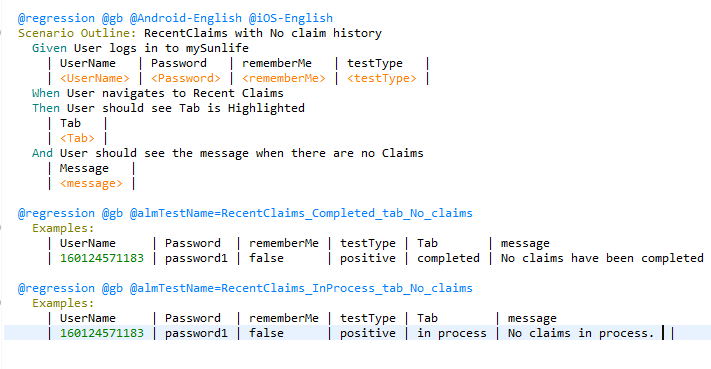 @regression @gb @Android-English @iOS-English
Scenario Outline: RecentClaims with No claim history
Given User logs in to mySunlife
| UserName | Password | rememberMe | testType |
| <UserName> | <Password> | <rememberMe> | <testType> |
When User navigates to Recent Claims
Then User should see Tab is Highlighted
| Tab |
| <Tab> |
And User should see the message when there are no Claims
| Message |
| <message> |
@regression @gb @almTestName=RecentClaims_Completed_tab_No_claims
Examples:
| UserName | Password | rememberMe | testType | Tab | message
| 160124571183 | password1 | false | positive | completed | No claims have been completed
@regression @gb @almTestName=RecentClaims_InProcess_tab_No_claims
Examples:
| UserName | Password | rememberMe | testType | Tab | message
| 160124571183 | password1 | false | positive | in process | No claims in process. |